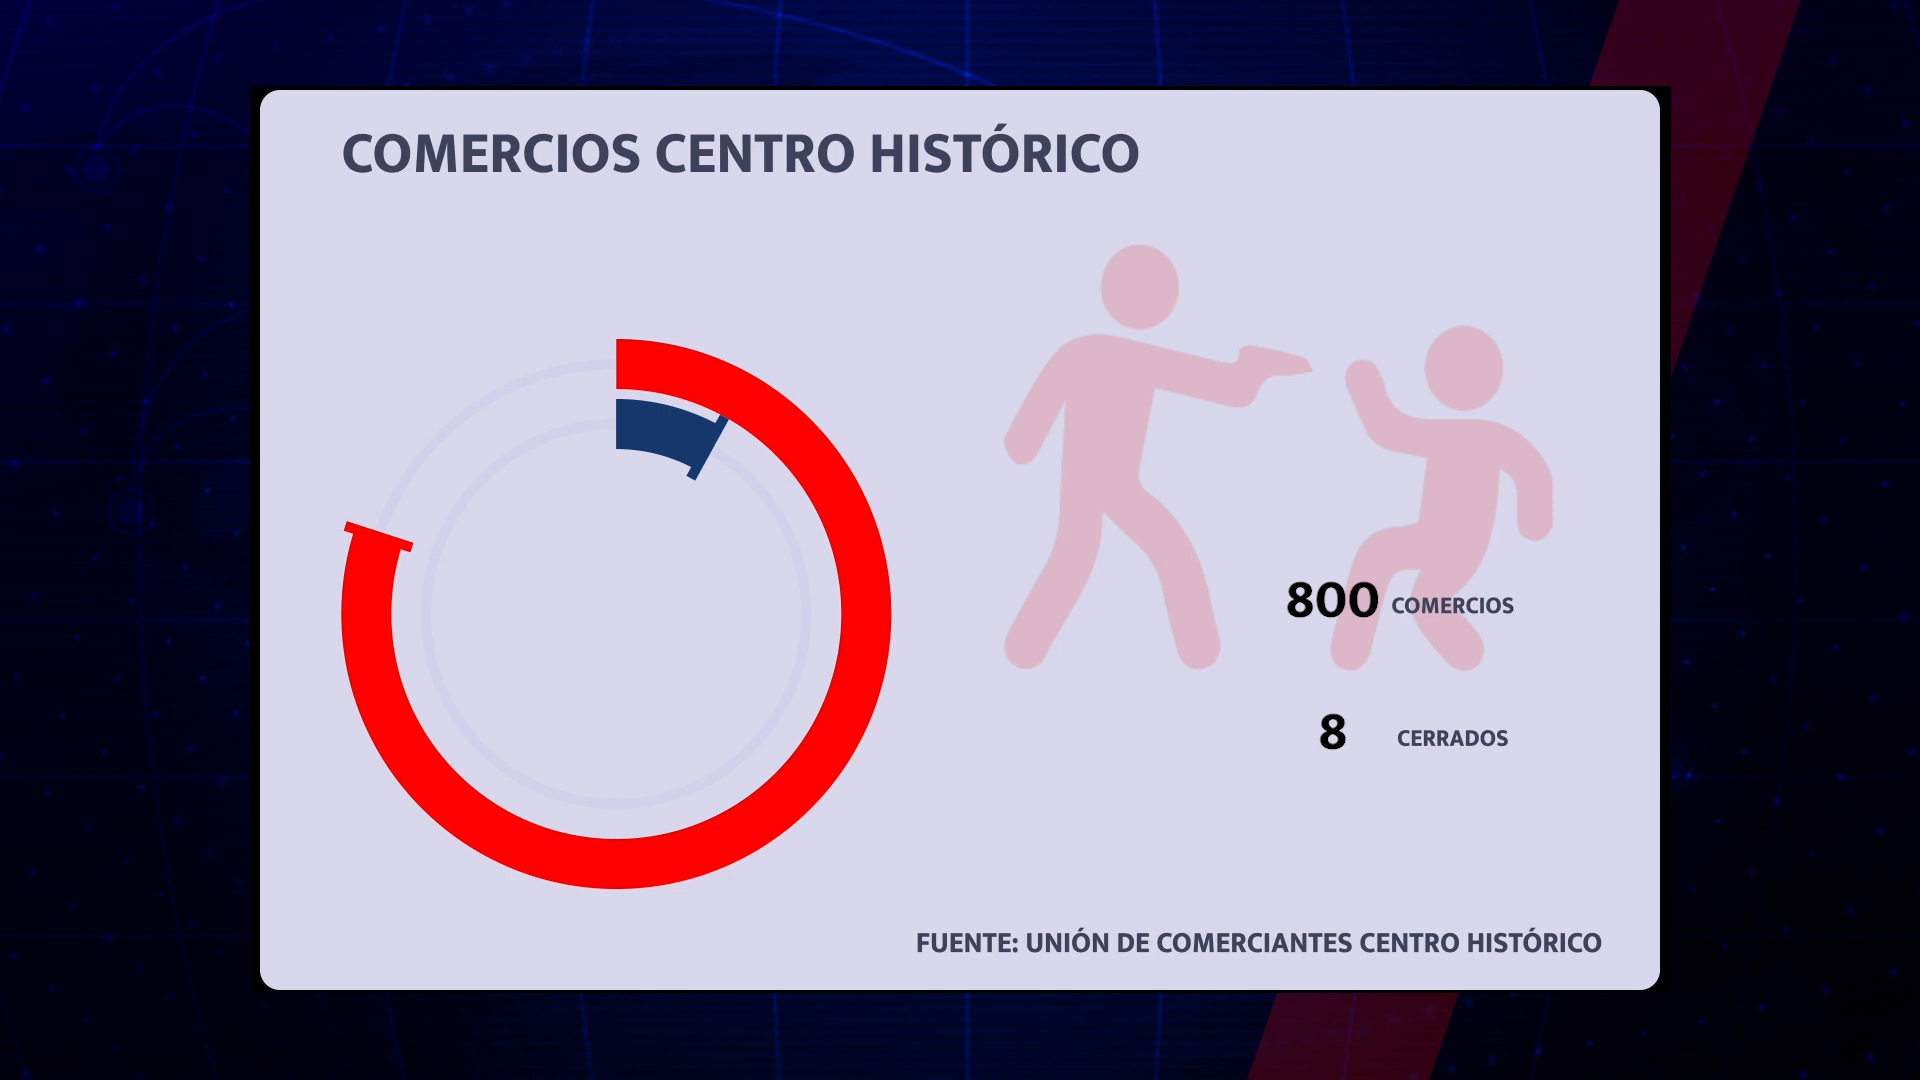 COMERCIOS CENTRO HISTÓRICO
800 COMERCIOS
8 CERRADOS
FUENTE: UNIÓN DE COMERCIANTES CENTRO HISTÓRICO